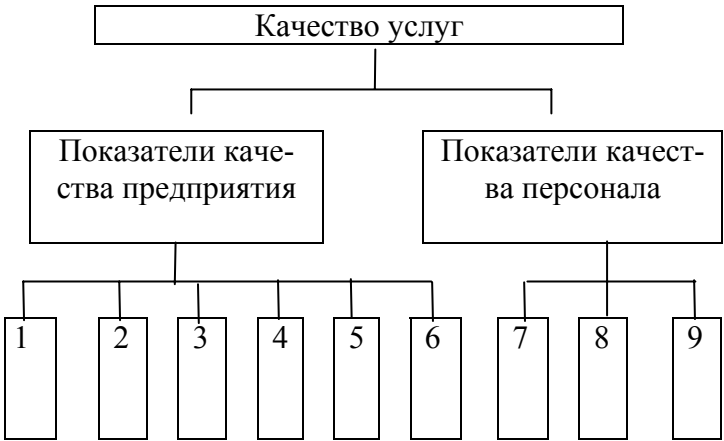 Качество услуг
Показатели каче-
ства предприятия
Показатели качест-
ва персонала
1 2 3 4 5 6 7 8 9